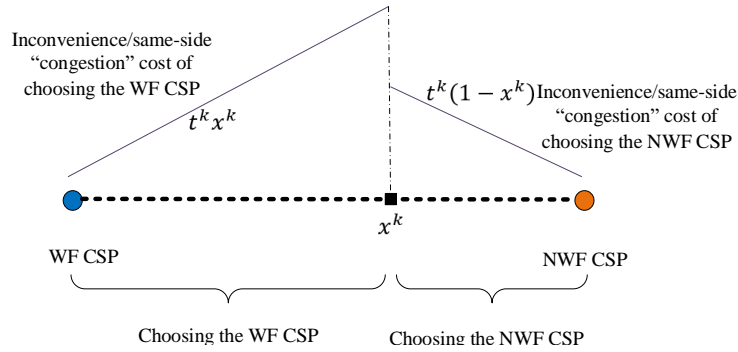 Inconvenience/same-side
“congestion” cost of
choosing the WF CSP
t^k x^k
t^k(1 − x^k)
Inconvenience/same-side
“congestion” cost of
choosing the NWF CSP
x^k
WF CSP
NWF CSP
Choosing the WF CSP
Choosing the NWF CSP